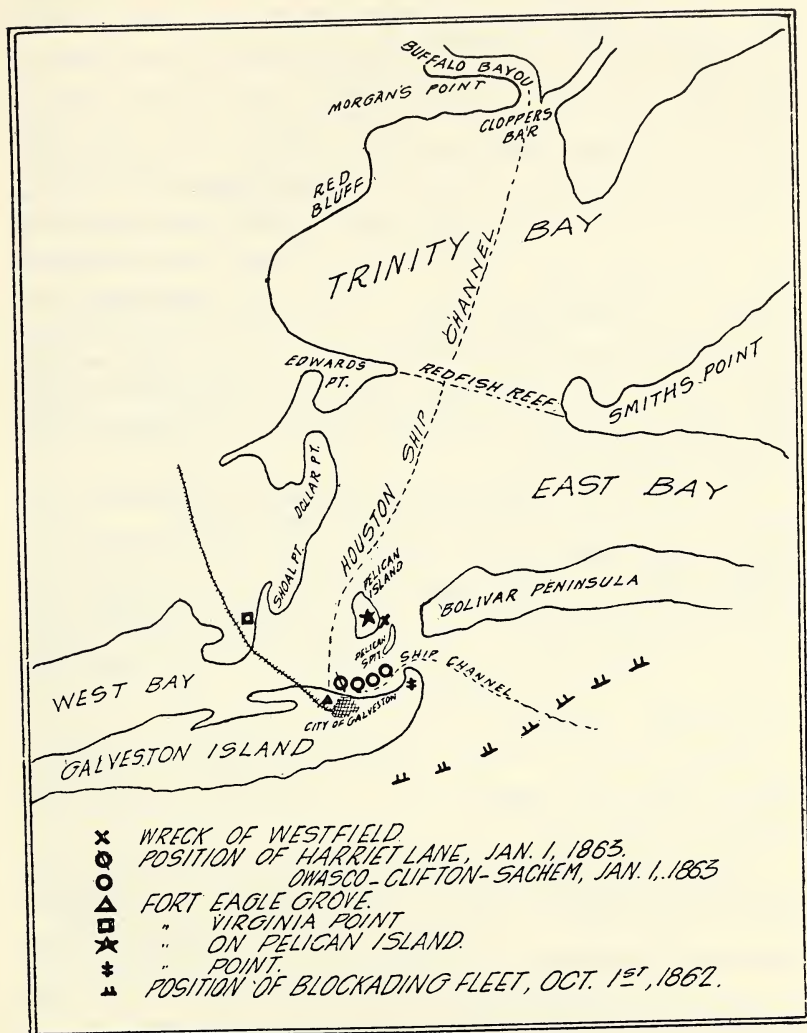 BUFFALO BAYOU
MORGAN'S POINT
CLOPPERS
BA'R
RED
BLUFF
TRINITY BAY
HOUSTON SHIP CHANNEL
EDWARDS
PT.
REDFISH REEF
SMITHS POINT
DOLLAR PT.
EAST BAY
SHOAL PT.
PELICAN
ISLAND
BOLIVAR PENINSULA
PELICAN
SPIT
SHIP CHANNEL
WEST BAY
CITY OF GALVESTON
GALVESTON ISLAND
WRECK OF WESTFIELD.
POSITION OF HARRIET LANE, JAN. 1, 1863.
OWASCO-CLIFTON-SACHEM, JAN. 1,.1863
FORT EAGLE GROVE.
" VIRGINIA POINT
" ON PELICAN ISLAND.
" POINT.
POSITION OF BLOCKADING FLEET, OCT. 1ST, 1862.